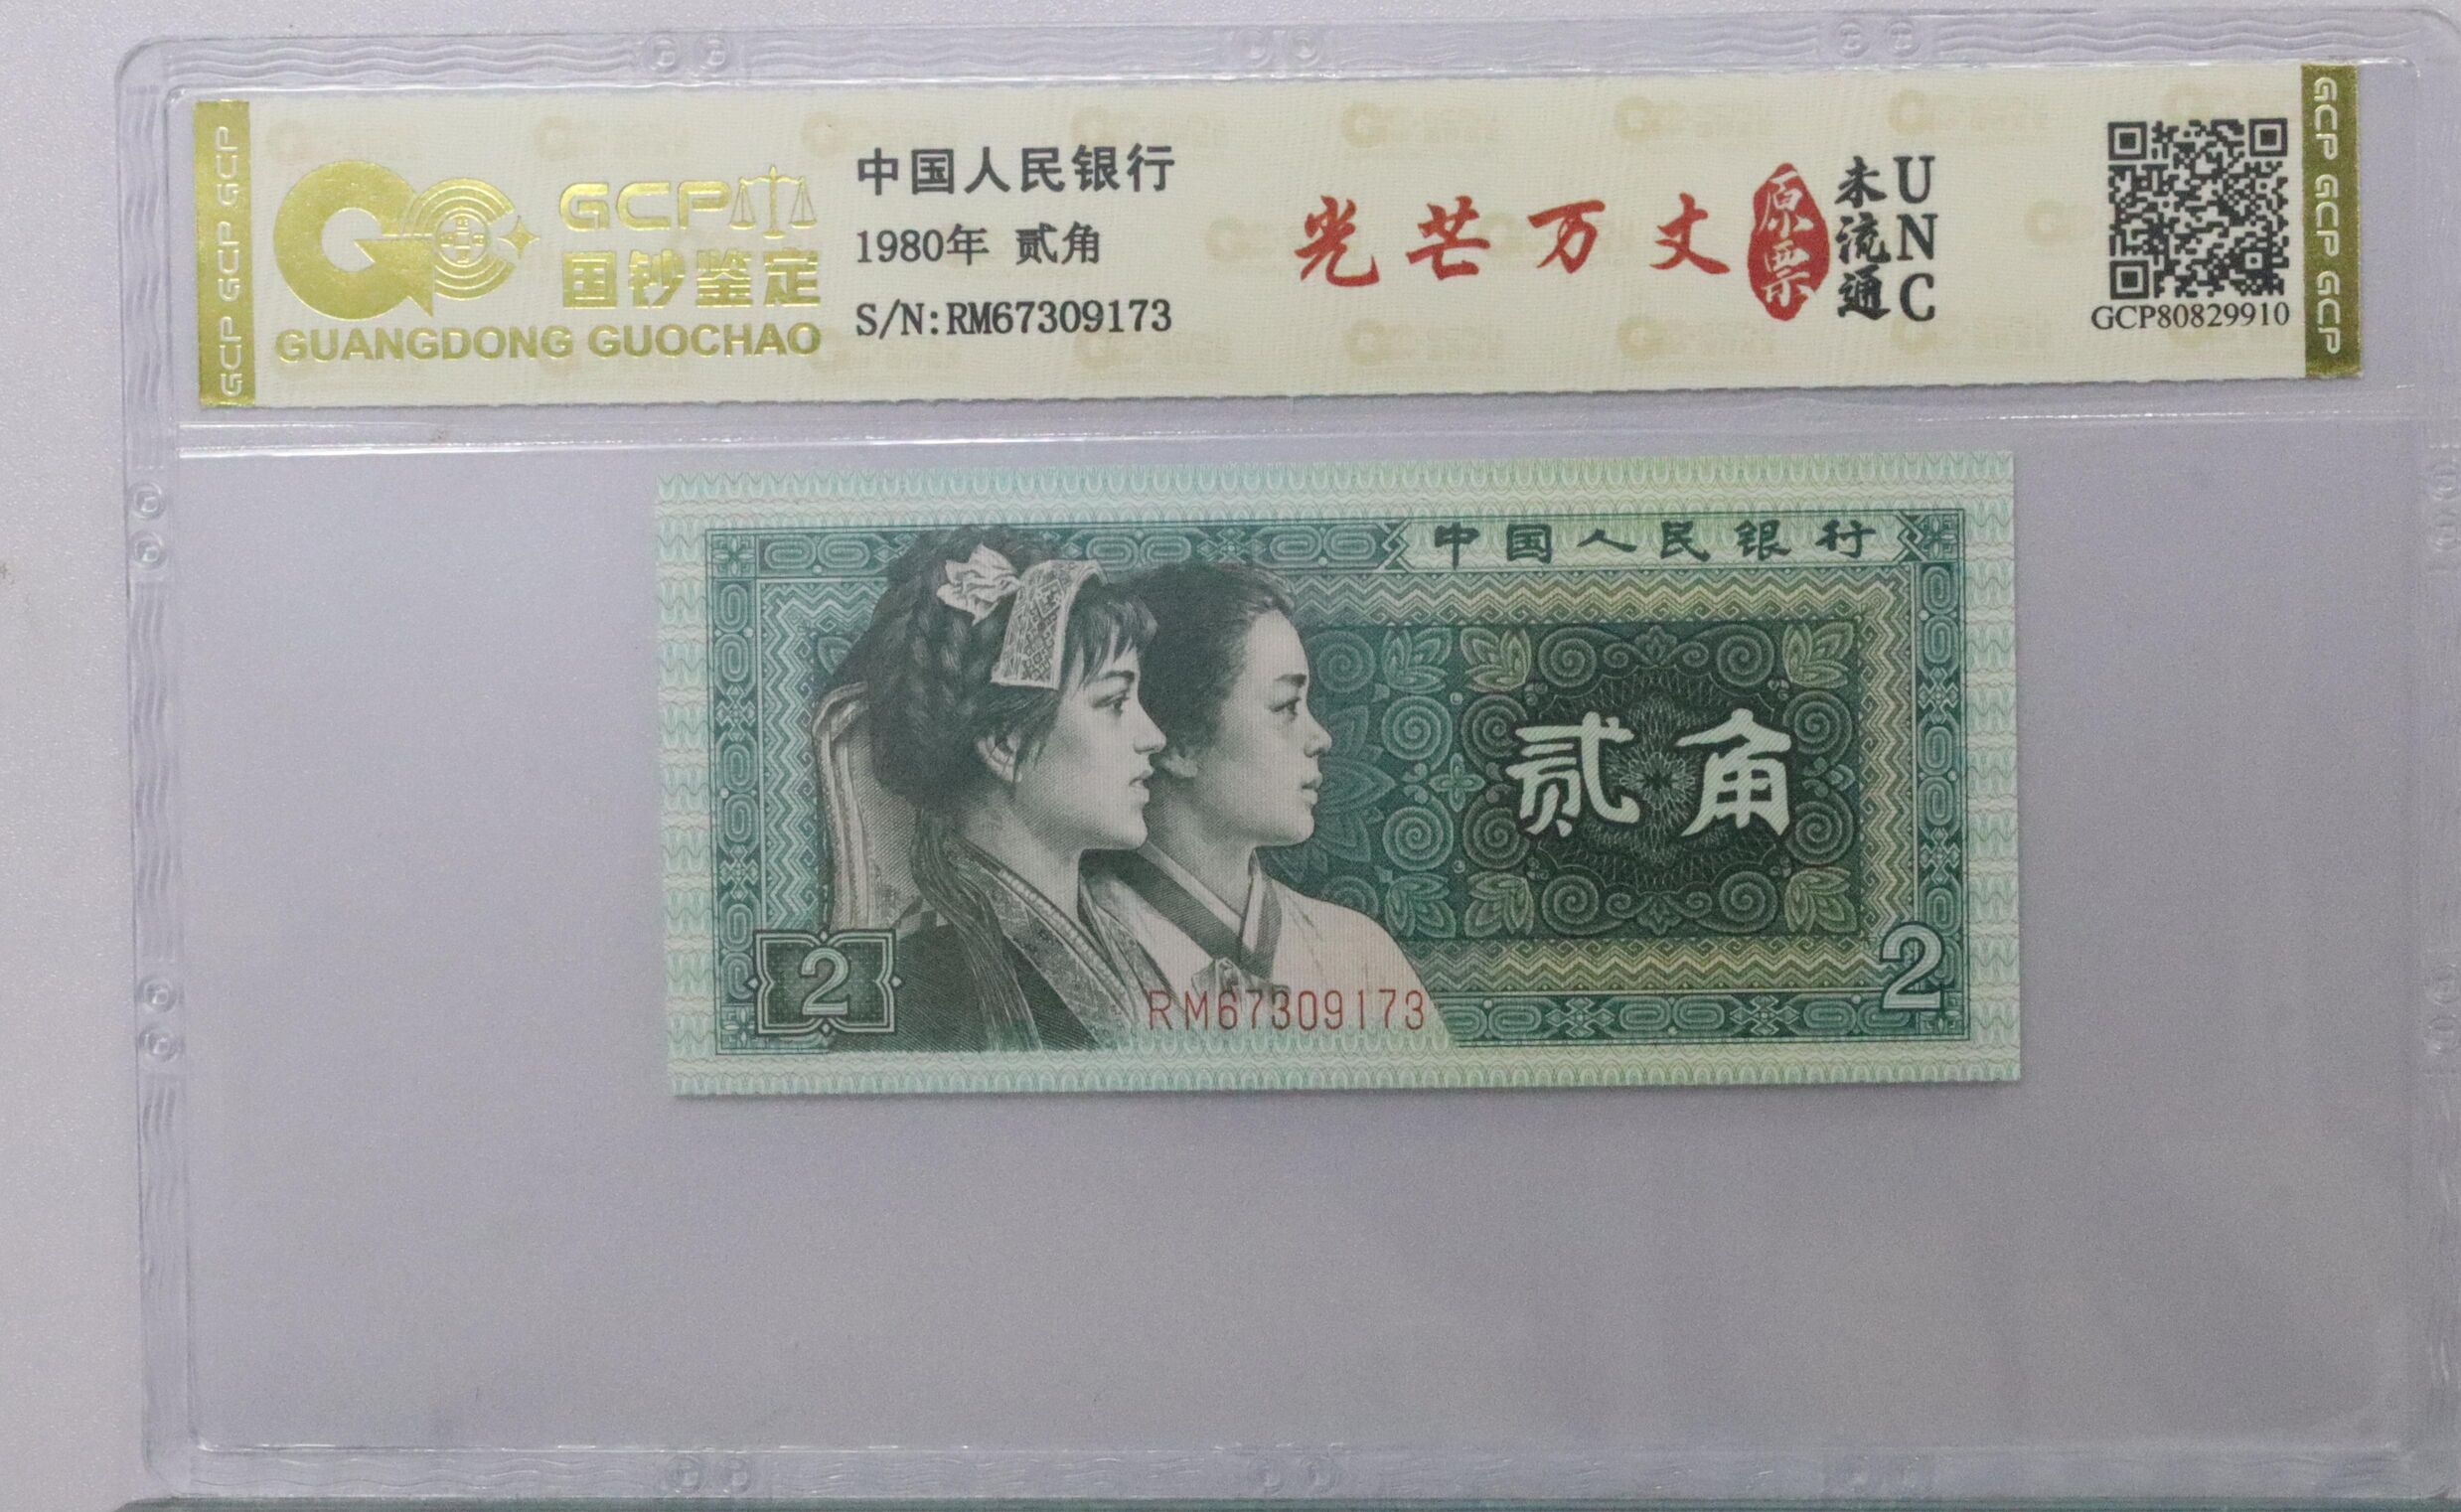 GCP GCP GCP
GCP
国钞鉴定
GUANGDONG GUOCHAO
中国人民银行
1980年 贰角
S/N:RM67309173
光芒万丈
原票
未流通
UNC
GCP80829910
GCP GCP GCP
中国人民银行
贰角
2
2
RM67309173